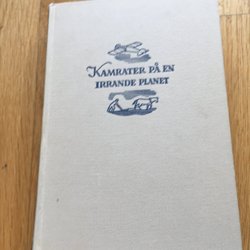 KAMRATER PÅ EN
IRRANDE PLANET